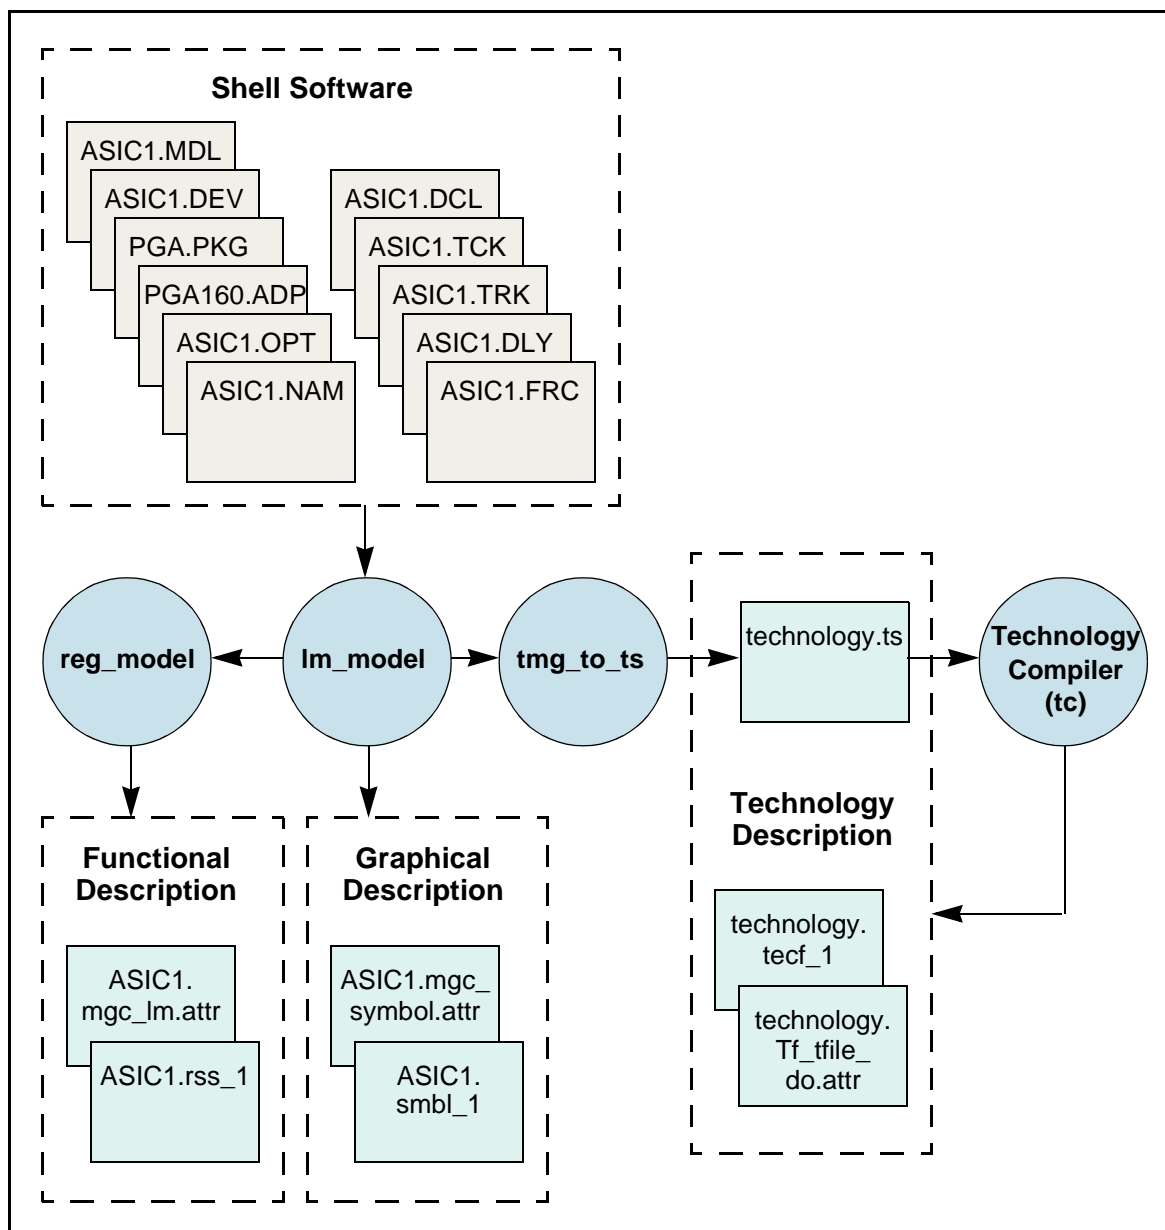 Shell Software
ASIC1.MDL
ASIC1.DEV
PGA.PKG
PGA160.ADP
ASIC1.OPT
ASIC1.NAM
ASIC1.DCL
ASIC1.TCK
ASIC1.TRK
ASIC1.DLY
ASIC1.FRC
reg_model
lm_model
tmg_to_ts
technology.ts
Technology
Compiler
(tc)
Functional
Description
ASIC1.
mgc_lm.attr
ASIC1.rss_1
Graphical
Description
ASIC1.mgc_
symbol.attr
ASIC1.
smbl_1
Technology
Description
technology.
tecf_1
technology.
Tf_tfile_
do.attr